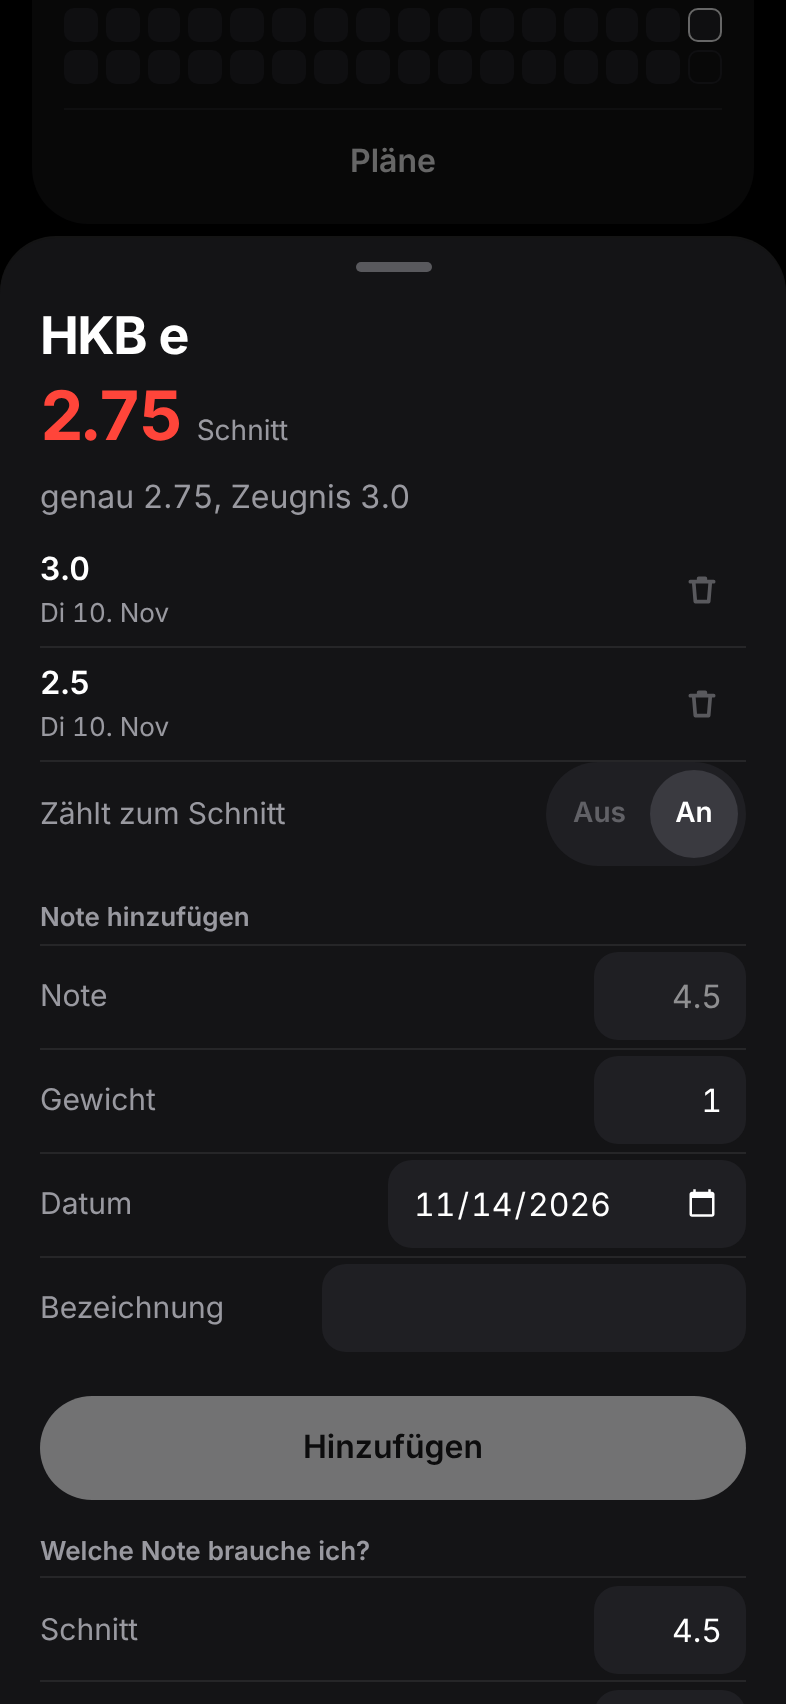 Pläne
HKB e
2.75 Schnitt
genau 2.75, Zeugnis 3.0
3.0
Di 10. Nov
2.5
Di 10. Nov
Zählt zum Schnitt Aus An
Note hinzufügen
Note 4.5
Gewicht 1
Datum 11/14/2026
Bezeichnung
Hinzufügen
Welche Note brauche ich?
Schnitt 4.5